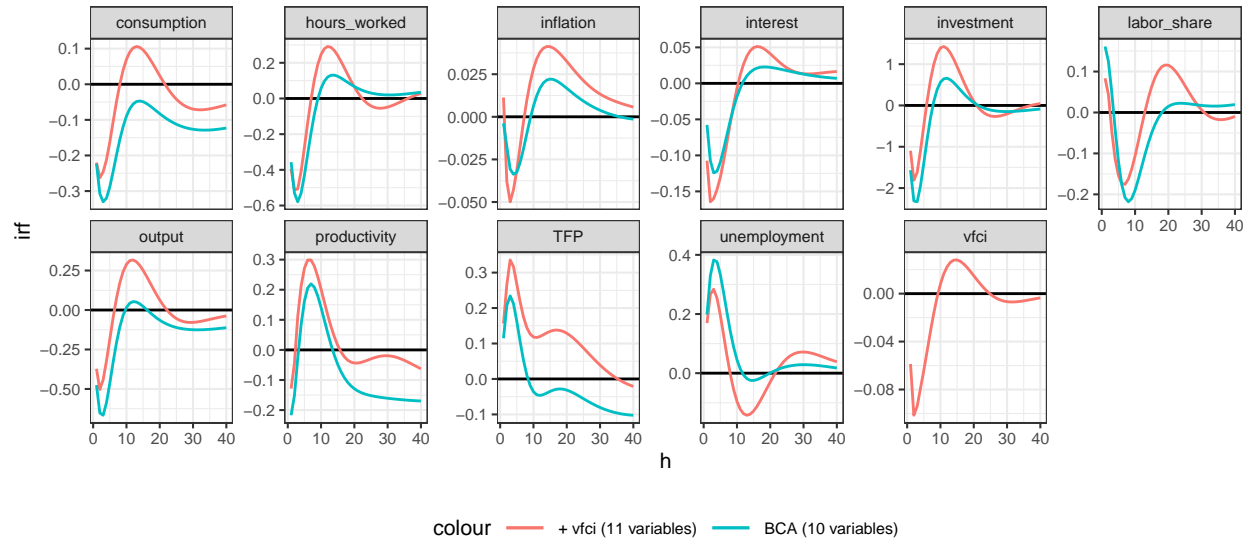 consumption hours_worked inflation interest investment labor_share
0.1 0.0 −0.1 −0.2 −0.3
0.2 0.0 −0.2 −0.4 −0.6
0.025 0.000 −0.025 −0.050
0.05 0.00 −0.05 −0.10 −0.15
1 0 −1 −2
0.1 0.0 −0.1 −0.2
0 10 20 30 40
output productivity TFP unemployment vfci
0.25 0.00 −0.25 −0.50
0.3 0.2 0.1 0.0 −0.1 −0.2
0.3 0.2 0.1 0.0 −0.1
0.4 0.2 0.0
0.00 −0.04 −0.08
0 10 20 30 40 0 10 20 30 40 0 10 20 30 40 0 10 20 30 40 0 10 20 30 40
irf
h
colour + vfci (11 variables) BCA (10 variables)